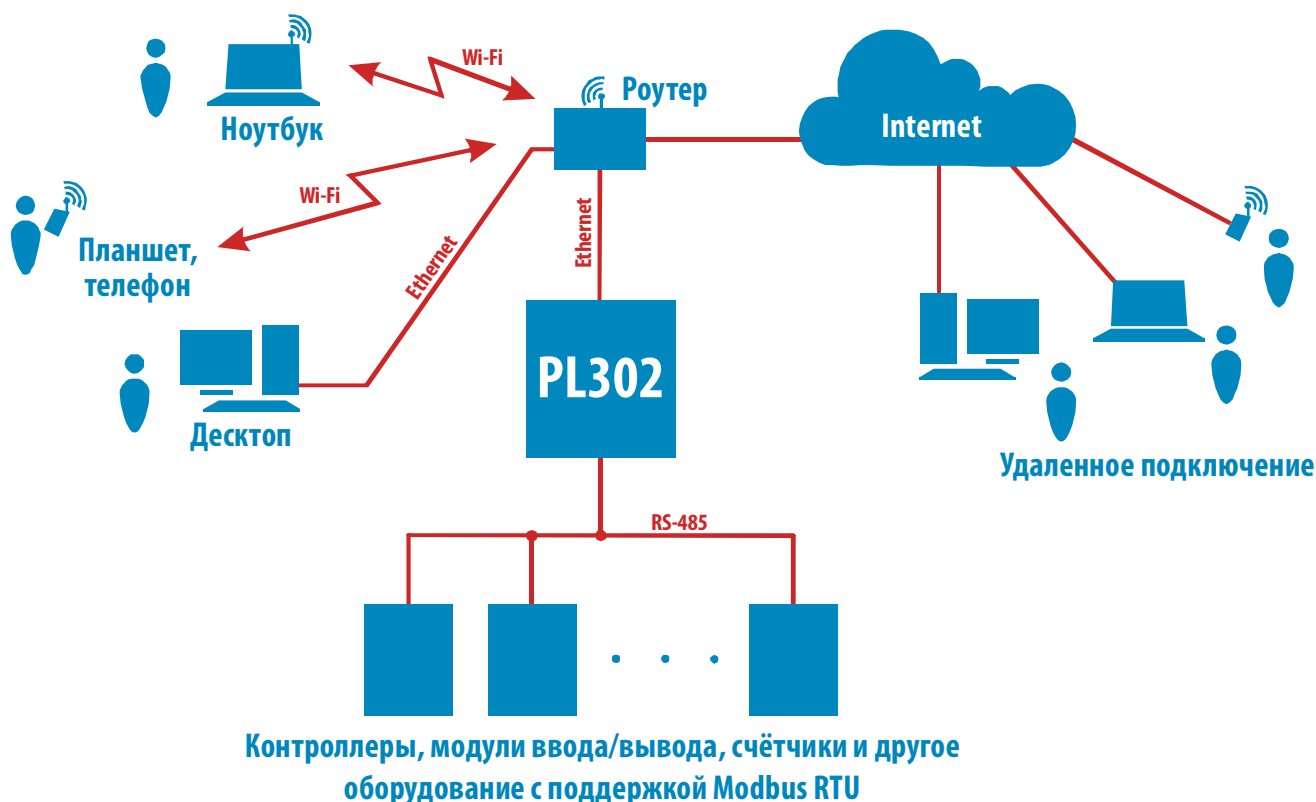 Wi-Fi
Роутер
Ноутбук
Internet
Wi-Fi
Планшет,
телефон
Ethernet
Ethernet
PL302
Десктоп
Удаленное подключение
RS-485
Контроллеры, модули ввода/вывода, счётчики и другое
оборудование с поддержкой Modbus RTU